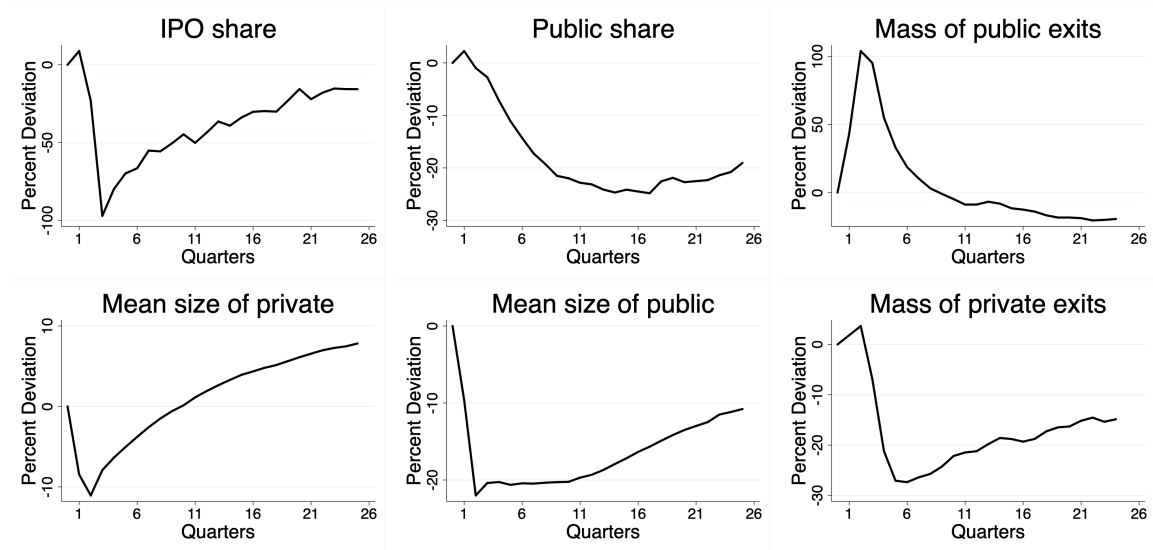 IPO share
Percent Deviation
0
-50
-100
1 6 11 16 21 26
Quarters
Public share
Percent Deviation
0
-10
-20
-30
1 6 11 16 21 26
Quarters
Mass of public exits
Percent Deviation
100
50
0
1 6 11 16 21 26
Quarters
Mean size of private
Percent Deviation
10
0
-10
1 6 11 16 21 26
Quarters
Mean size of public
Percent Deviation
0
-10
-20
1 6 11 16 21 26
Quarters
Mass of private exits
Percent Deviation
0
-10
-20
-30
1 6 11 16 21 26
Quarters